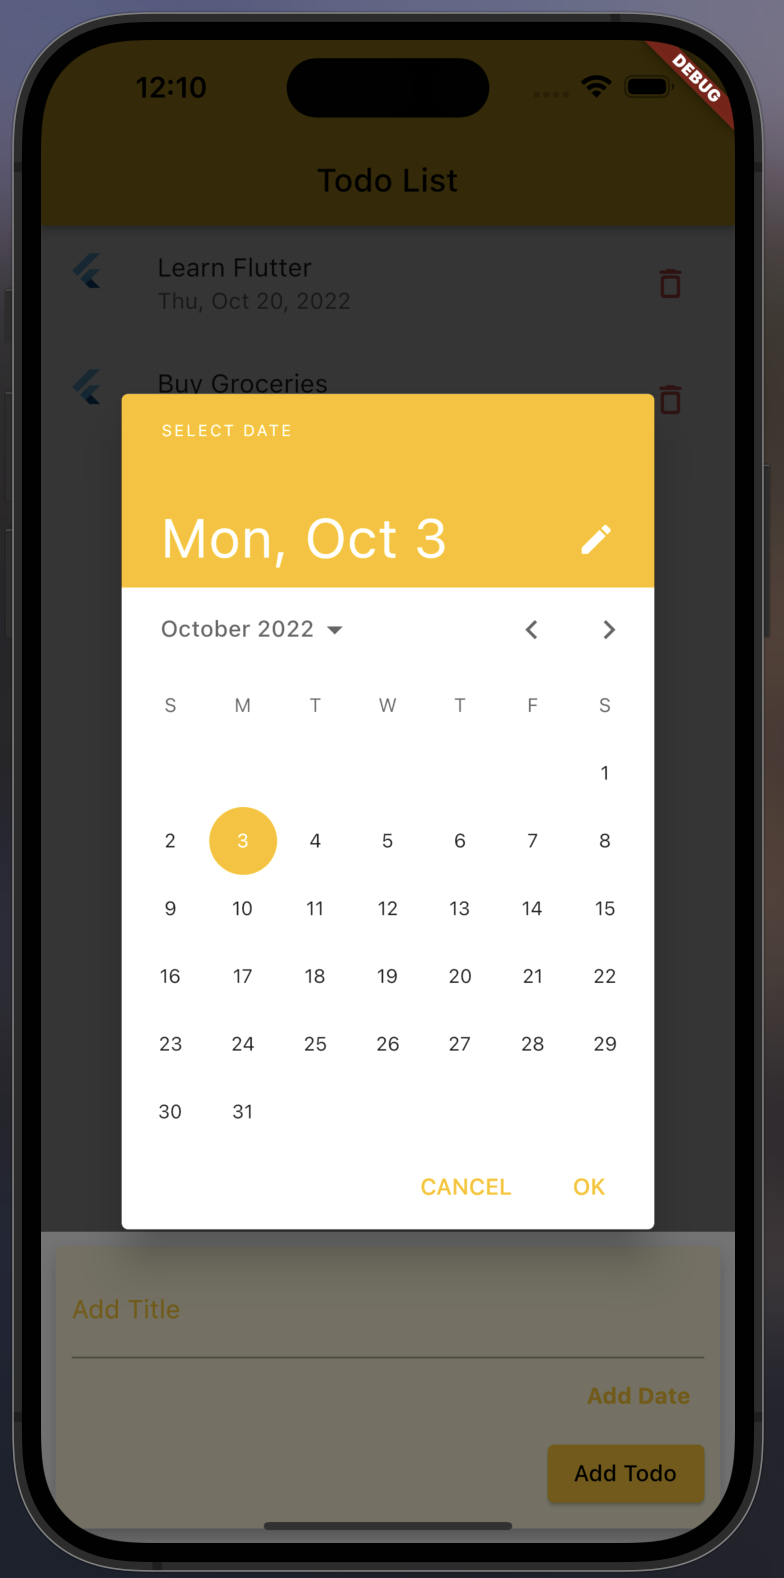 12:10
DEBUG
Todo List
Learn Flutter
Thu, Oct 20, 2022
Buy Groceries
SELECT DATE
Mon, Oct 3
October 2022
S M T W T F S
1
2 3 4 5 6 7 8
9 10 11 12 13 14 15
16 17 18 19 20 21 22
23 24 25 26 27 28 29
30 31
CANCEL OK
Add Title
Add Date
Add Todo